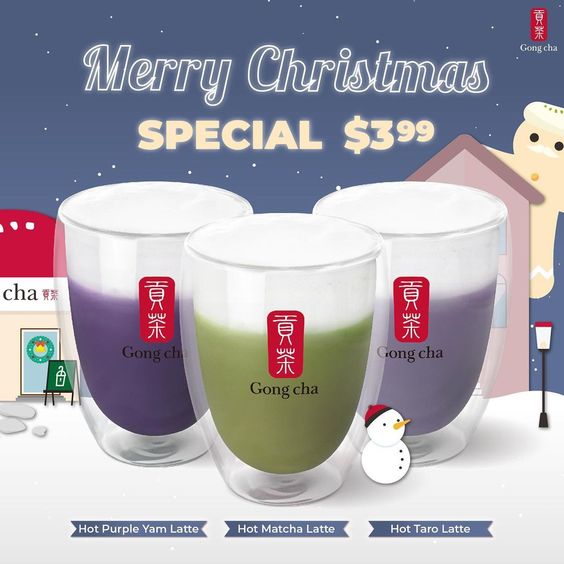 貢茶
Gong cha
Merry Christmas
SPECIAL $3.99
cha 貢茶
貢茶
Gong cha
貢茶
Gong cha
貢茶
Gong cha
Hot Purple Yam Latte
Hot Matcha Latte
Hot Taro Latte